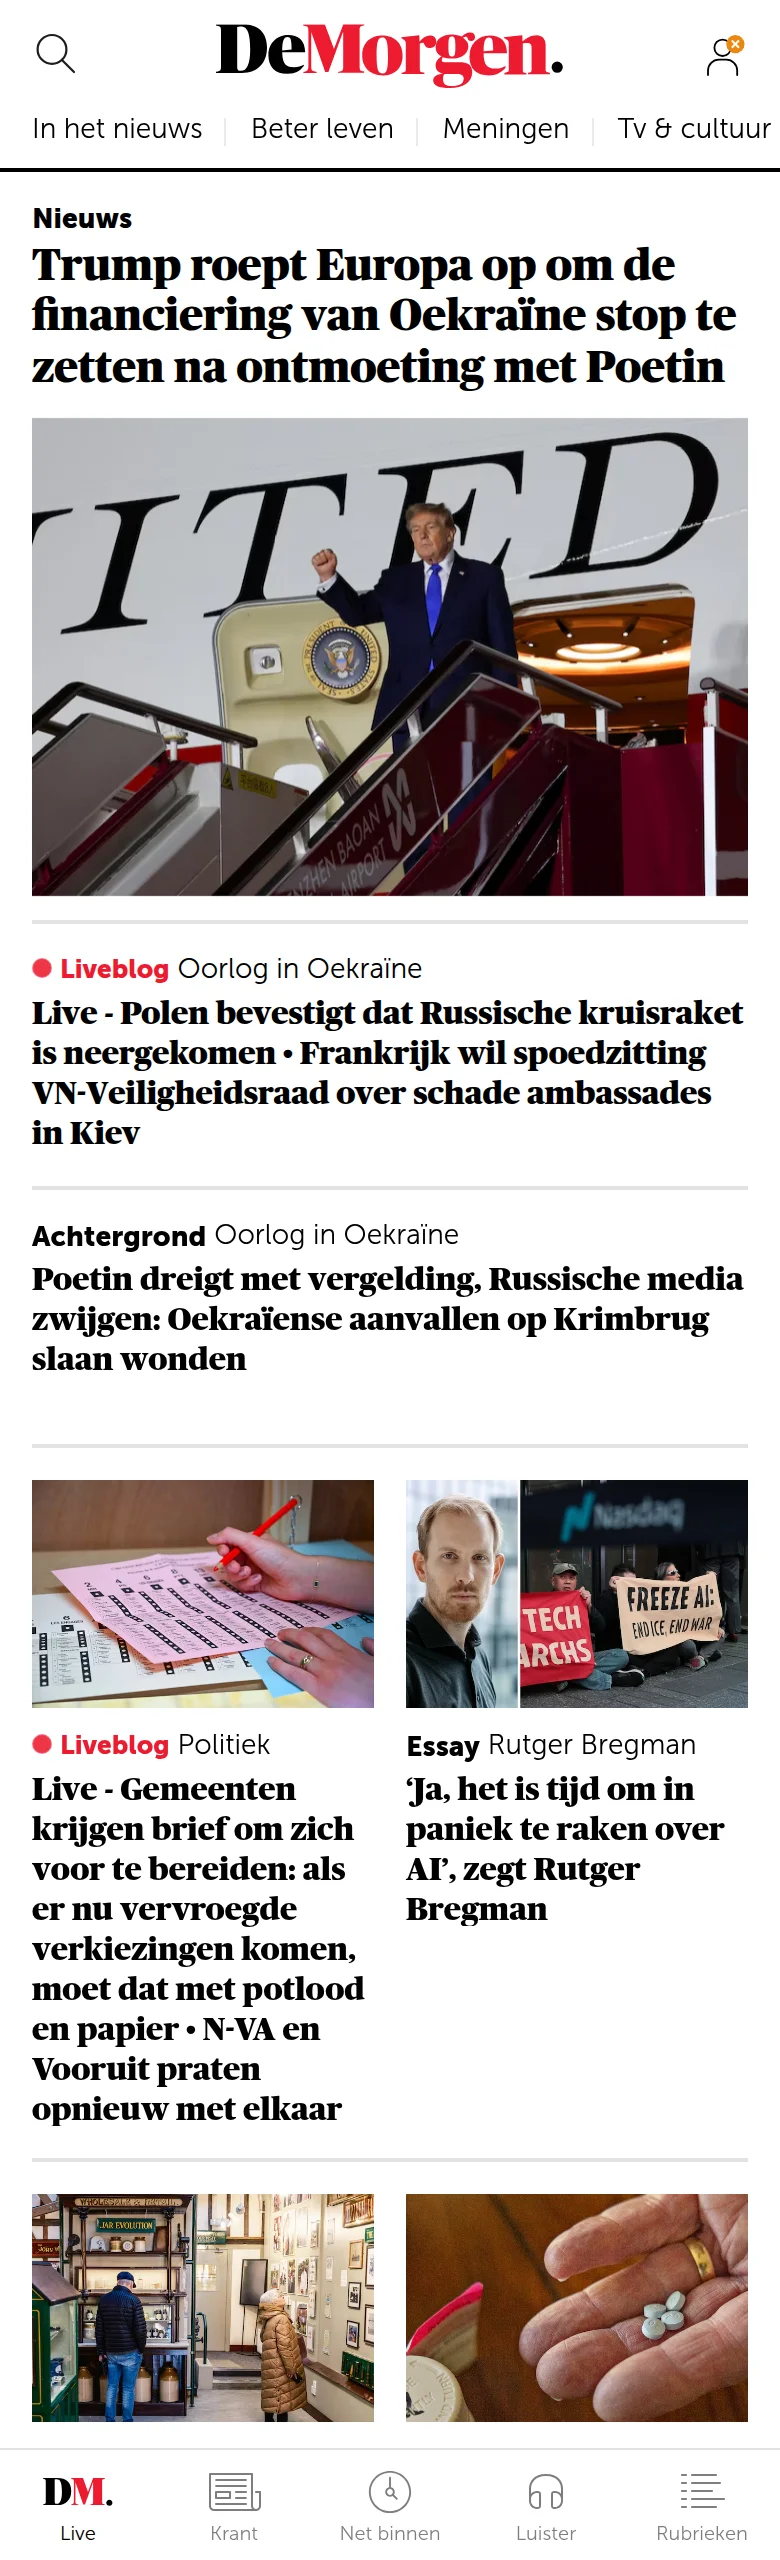 DeMorgen.
In het nieuws
Beter leven
Meningen
Tv & cultuur
Nieuws
Trump roept Europa op om de
financiering van Oekraïne stop te
zetten na ontmoeting met Poetin
ITED
Liveblog Oorlog in Oekraïne
Live - Polen bevestigt dat Russische kruisraket
is neergekomen • Frankrijk wil spoedzitting
VN-Veiligheidsraad over schade ambassades
in Kiev
Achtergrond Oorlog in Oekraïne
Poetin dreigt met vergelding, Russische media
zwijgen: Oekraïense aanvallen op Krimbrug
slaan wonden
Nasdaq
TECH
ARCHS
FREEZE AI:
END ICE, END WAR
Liveblog Politiek
Live - Gemeenten
krijgen brief om zich
voor te bereiden: als
er nu vervroegde
verkiezingen komen,
moet dat met potlood
en papier • N-VA en
Vooruit praten
opnieuw met elkaar
Essay Rutger Bregman
‘Ja, het is tijd om in
paniek te raken over
AI’, zegt Rutger
Bregman
JAR EVOLUTION
DM.
Live
Krant
Net binnen
Luister
Rubrieken